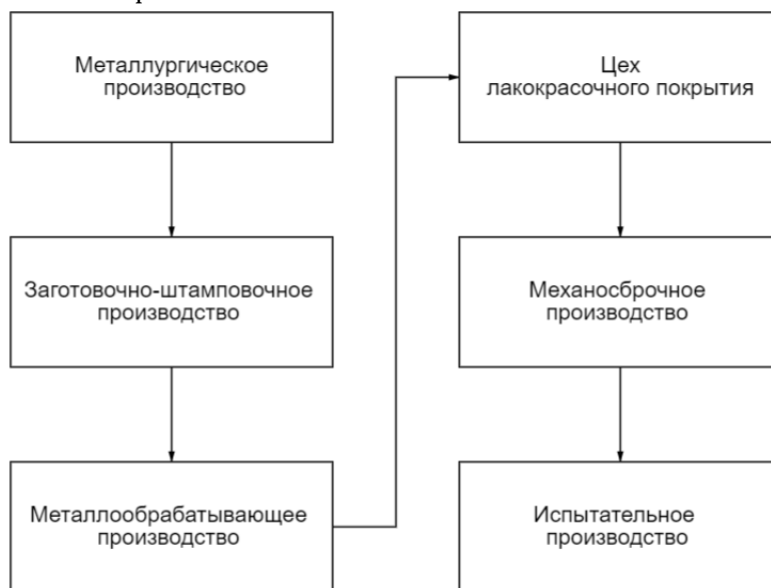 Металлургическое
производство
Заготовочно-штамповочное
производство
Металлообрабатывающее
производство
Цех
лакокрасочного покрытия
Механосброчное
производство
Испытательное
производство